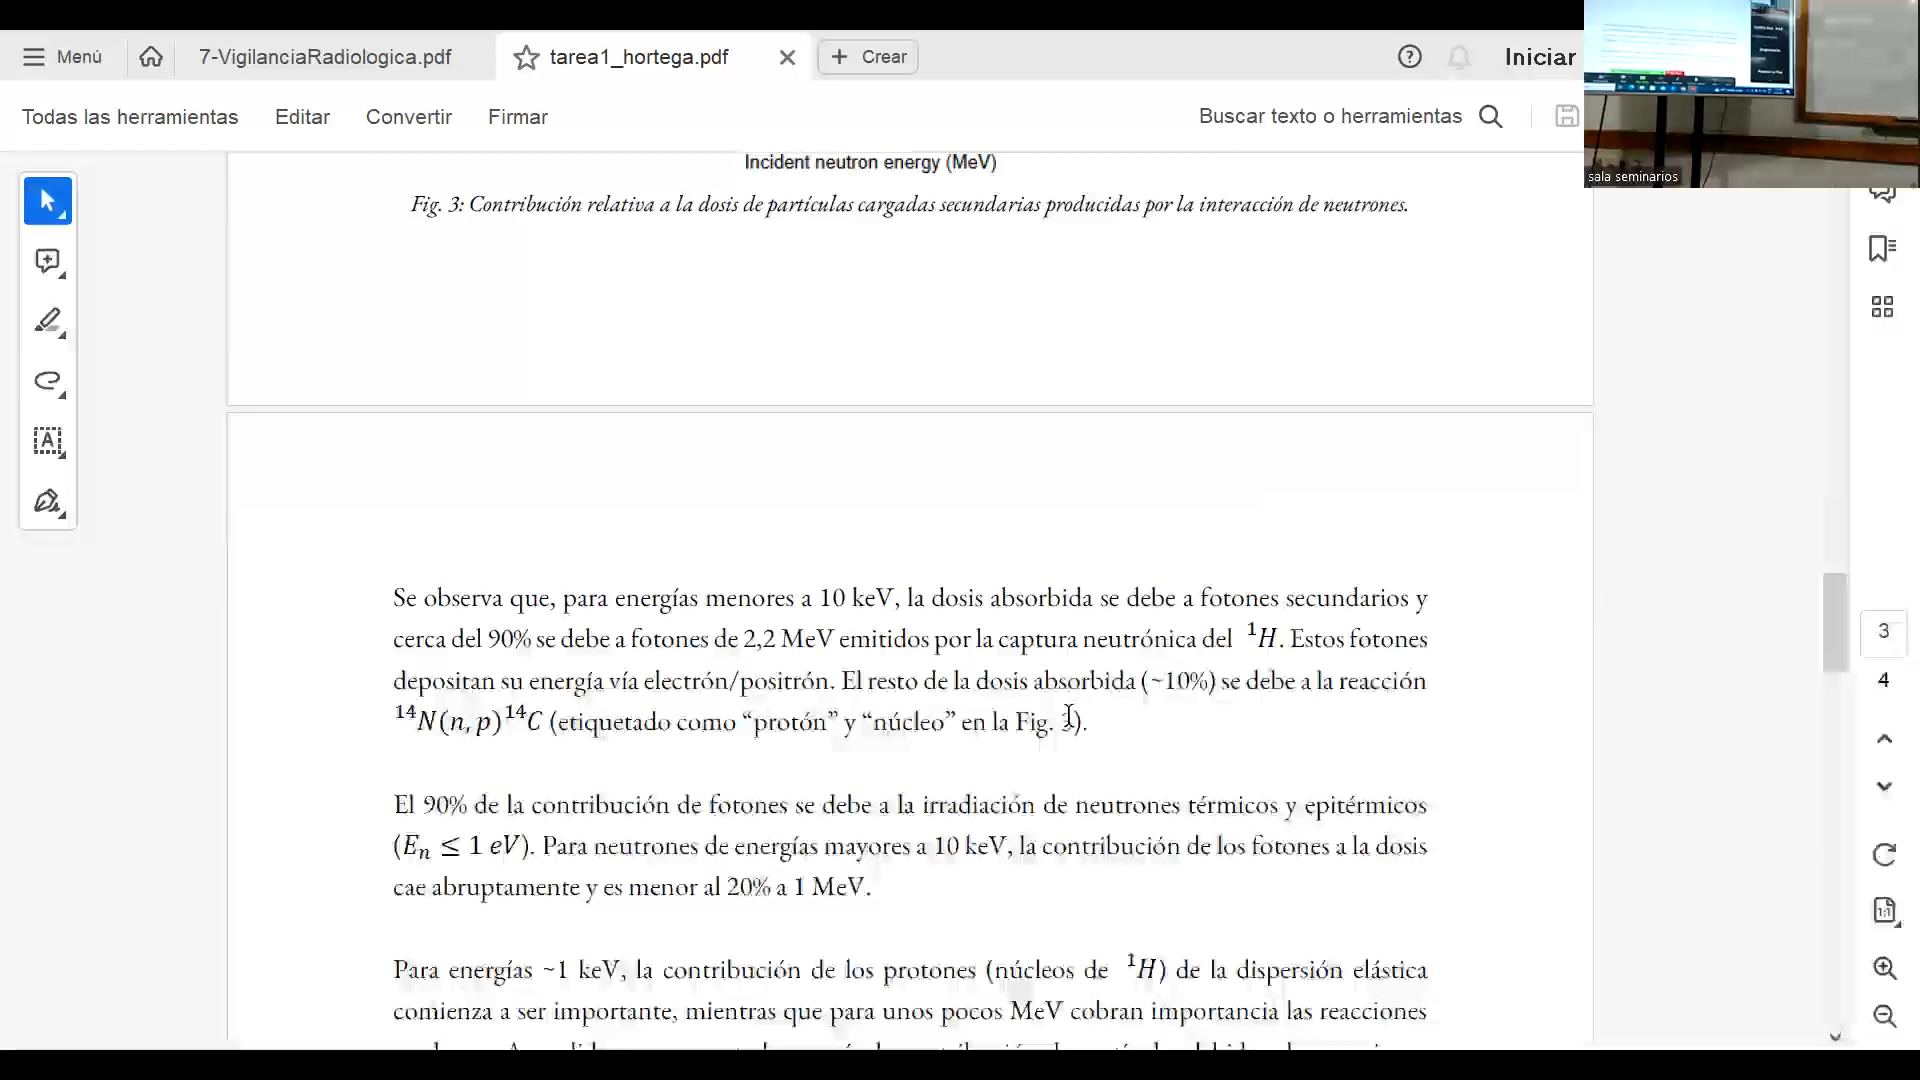 Menú
7-VigilanciaRadiologica.pdf
tarea1_hortega.pdf
Crear
Iniciar
Todas las herramientas
Editar
Convertir
Firmar
Buscar texto o herramientas
sala seminarios
Incident neutron energy (MeV)
Fig. 3: Contribución relativa a la dosis de partículas cargadas secundarias producidas por la interacción de neutrones.
Se observa que, para energías menores a 10 keV, la dosis absorbida se debe a fotones secundarios y
cerca del 90% se debe a fotones de 2,2 MeV emitidos por la captura neutrónica del ¹H. Estos fotones
depositan su energía vía electrón/positrón. El resto de la dosis absorbida (~10%) se debe a la reacción
¹⁴N(n, p)¹⁴C (etiquetado como “protón” y “núcleo” en la Fig. 3).
El 90% de la contribución de fotones se debe a la irradiación de neutrones térmicos y epitérmicos
(Eₙ ≤ 1 eV). Para neutrones de energías mayores a 10 keV, la contribución de los fotones a la dosis
cae abruptamente y es menor al 20% a 1 MeV.
Para energías ~1 keV, la contribución de los protones (núcleos de ¹H) de la dispersión elástica
comienza a ser importante, mientras que para unos pocos MeV cobran importancia las reacciones
3
4